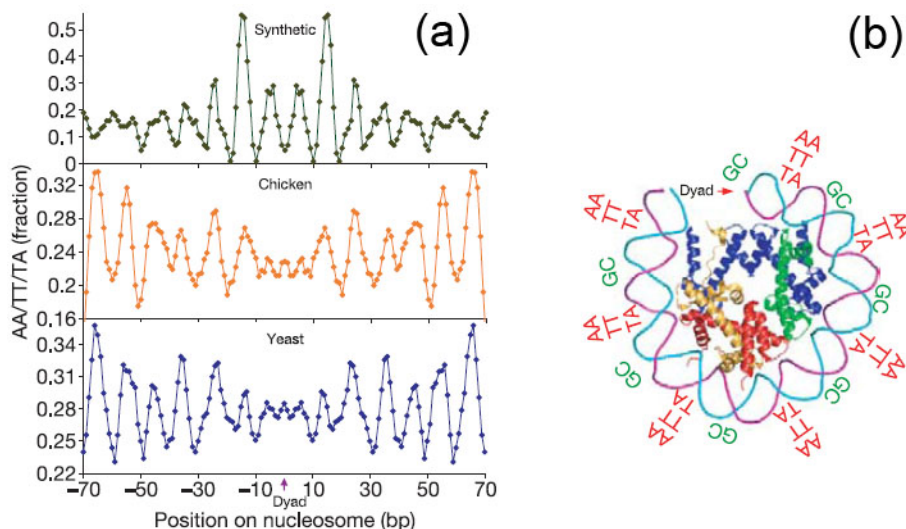 (a)
AA/TT/TA (fraction)
Synthetic
0.5
0.4
0.3
0.2
0.1
0
Chicken
0.32
0.28
0.24
0.2
0.16
Yeast
0.34
0.31
0.28
0.25
0.22
−70 −50 −30 −10 10 30 50 70
Dyad
Position on nucleosome (bp)
(b)
Dyad
AA
TT
TA
GC
GC
AA
TT
TA
GC
AA
TT
TA
GC
AA
TT
TA
GC
AA
TT
TA
GC
AA
TT
TA
GC
AA
TT
TA